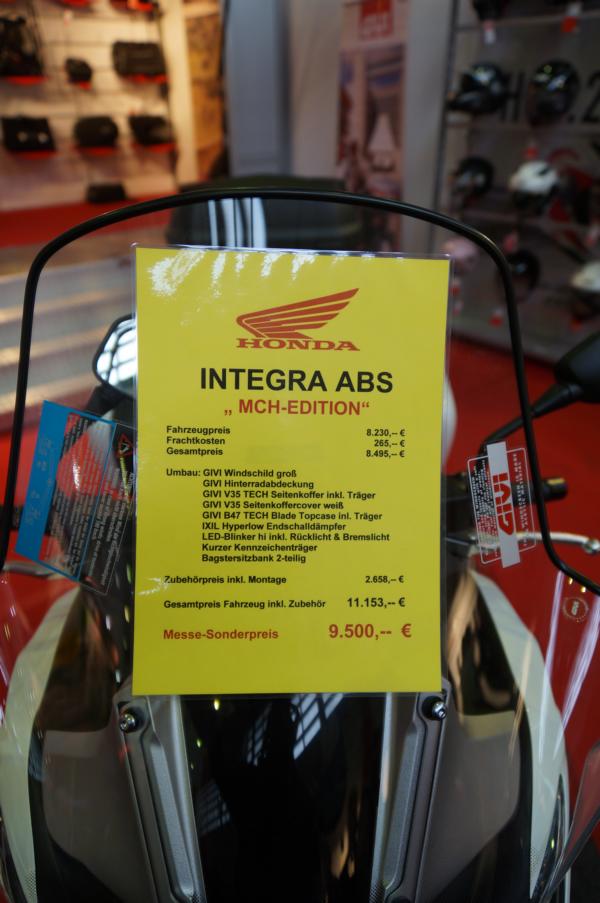 HONDA
INTEGRA ABS
„ MCH-EDITION“
Fahrzeugpreis 8.230,-- €
Frachtkosten 265,-- €
Gesamtpreis 8.495,-- €
Umbau: GIVI Windschild groß
GIVI Hinterradabdeckung
GIVI V35 TECH Seitenkoffer inkl. Träger
GIVI V35 Seitenkoffercover weiß
GIVI B47 TECH Blade Topcase inl. Träger
IXIL Hyperlow Endschalldämpfer
LED-Blinker hi inkl. Rücklicht & Bremslicht
Kurzer Kennzeichenträger
Bagstersitzbank 2-teilig
Zubehörpreis inkl. Montage 2.658,-- €
Gesamtpreis Fahrzeug inkl. Zubehör 11.153,-- €
Messe-Sonderpreis 9.500,-- €
GIVI